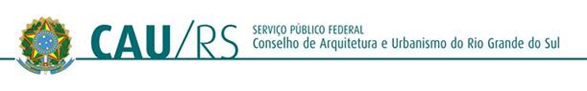 CAU/RS
SERVIÇO PÚBLICO FEDERAL
Conselho de Arquitetura e Urbanismo do Rio Grande do Sul